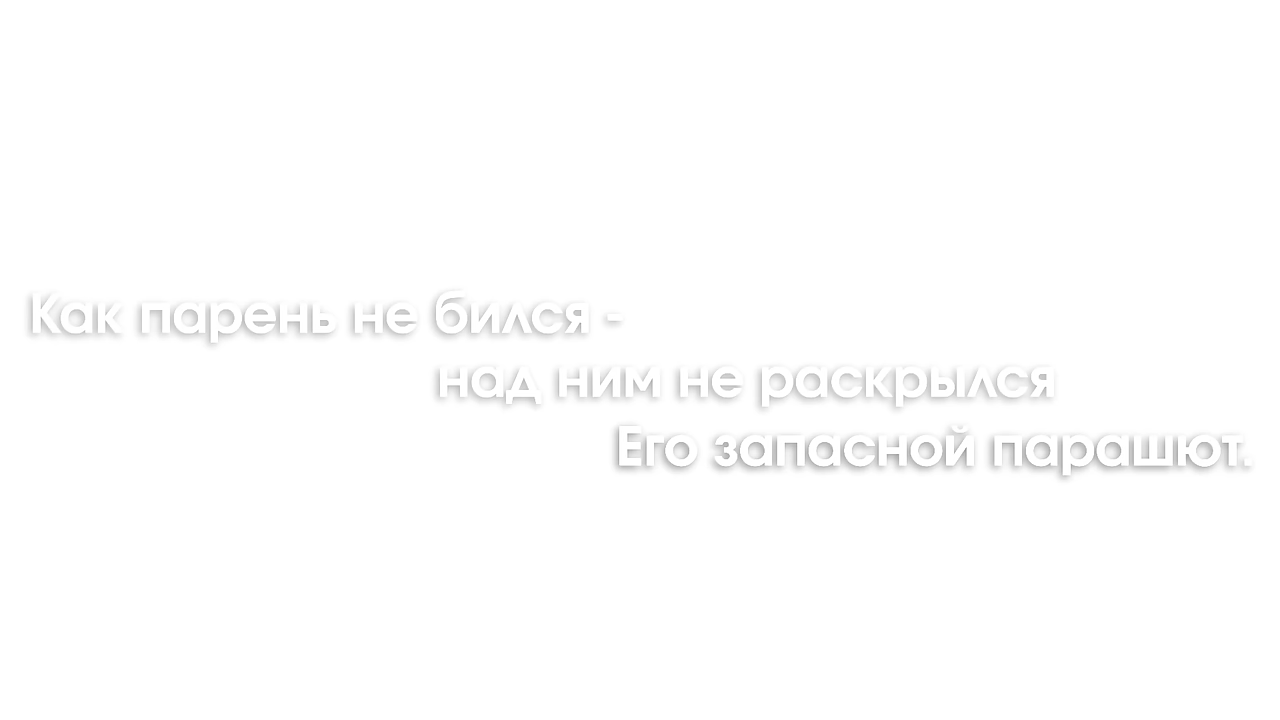 Как парень не бился -
над ним не раскрылся
Его запасной парашют.